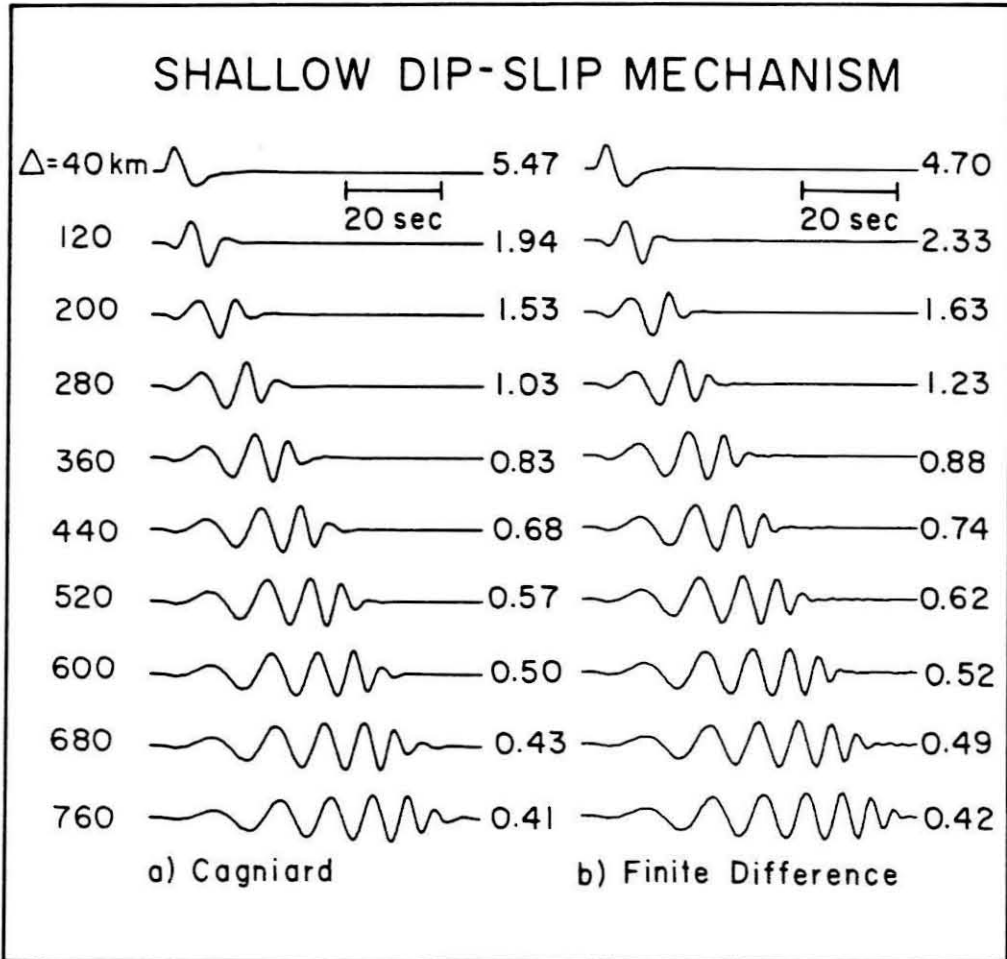 SHALLOW DIP-SLIP MECHANISM
Δ=40 km 5.47 4.70
20 sec 20 sec
120 1.94 2.33
200 1.53 1.63
280 1.03 1.23
360 0.83 0.88
440 0.68 0.74
520 0.57 0.62
600 0.50 0.52
680 0.43 0.49
760 0.41 0.42
a) Cagniard b) Finite Difference